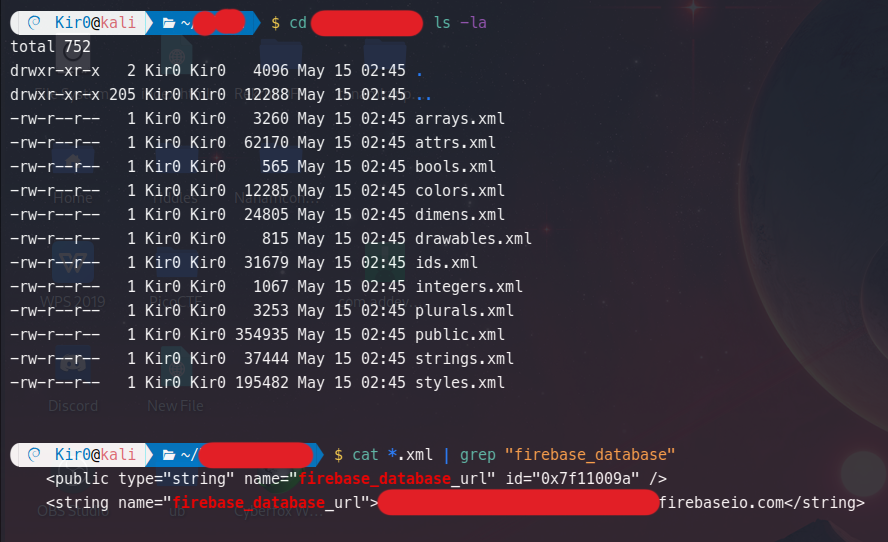 Kir0@kali ~/ $ cd ls -la
total 752
drwxr-xr-x 2 Kir0 Kir0 4096 May 15 02:45 .
drwxr-xr-x 205 Kir0 Kir0 12288 May 15 02:45 ..
-rw-r--r-- 1 Kir0 Kir0 3260 May 15 02:45 arrays.xml
-rw-r--r-- 1 Kir0 Kir0 62170 May 15 02:45 attrs.xml
-rw-r--r-- 1 Kir0 Kir0 565 May 15 02:45 bools.xml
-rw-r--r-- 1 Kir0 Kir0 12285 May 15 02:45 colors.xml
Home
-rw-r--r-- 1 Kir0 Kir0 24805 May 15 02:45 dimens.xml
-rw-r--r-- 1 Kir0 Kir0 815 May 15 02:45 drawables.xml
-rw-r--r-- 1 Kir0 Kir0 31679 May 15 02:45 ids.xml
-rw-r--r-- 1 Kir0 Kir0 1067 May 15 02:45 integers.xml
WPS 2019 PicoCTF
-rw-r--r-- 1 Kir0 Kir0 3253 May 15 02:45 plurals.xml
-rw-r--r-- 1 Kir0 Kir0 354935 May 15 02:45 public.xml
-rw-r--r-- 1 Kir0 Kir0 37444 May 15 02:45 strings.xml
-rw-r--r-- 1 Kir0 Kir0 195482 May 15 02:45 styles.xml
Discord New File
Kir0@kali ~/ $ cat *.xml | grep "firebase_database"
<public type="string" name="firebase_database_url" id="0x7f11009a" />
<string name="firebase_database_url">firebaseio.com</string>
OBS Studio